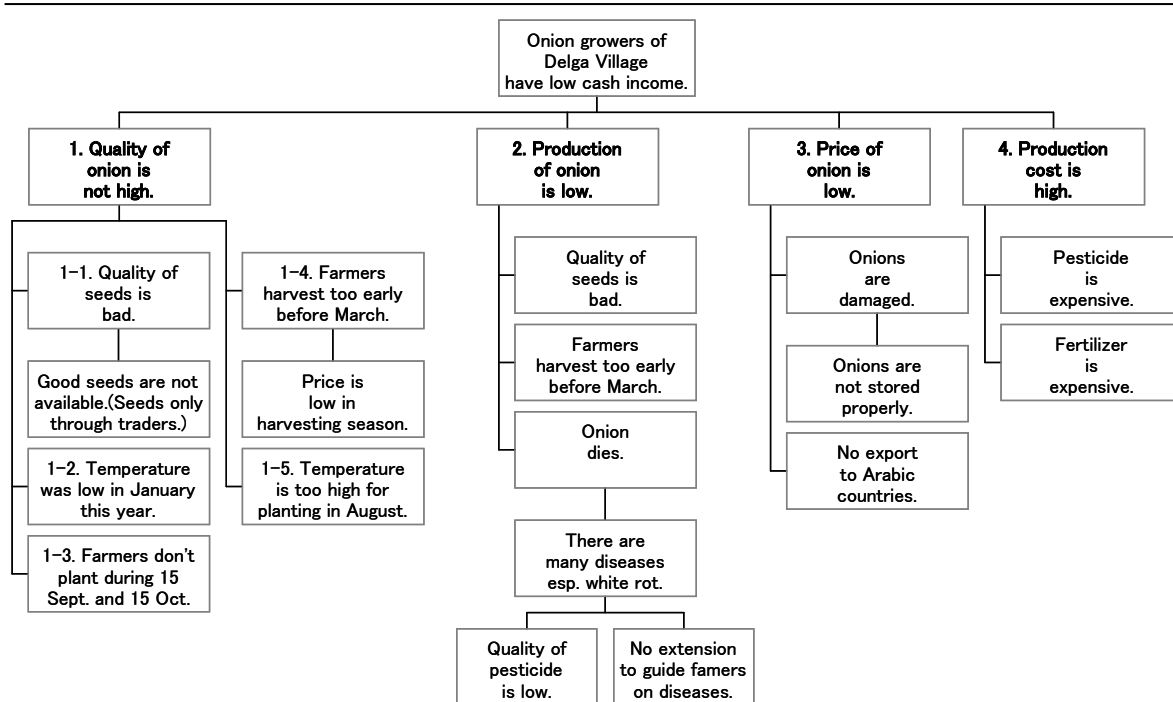 Onion growers of
Delga Village
have low cash income.
1. Quality of
onion is
not high.
1-1. Quality of
seeds is
bad.
Good seeds are not
available.(Seeds only
through traders.)
1-2. Temperature
was low in January
this year.
1-3. Farmers don't
plant during 15
Sept. and 15 Oct.
1-4. Farmers
harvest too early
before March.
Price is
low in
harvesting season.
1-5. Temperature
is too high for
planting in August.
2. Production
of onion
is low.
Quality of
seeds is
bad.
Farmers
harvest too early
before March.
Onion
dies.
There are
many diseases
esp. white rot.
Quality of
pesticide
is low.
No extension
to guide famers
on diseases.
3. Price of
onion is
low.
Onions
are
damaged.
Onions are
not stored
properly.
No export
to Arabic
countries.
4. Production
cost is
high.
Pesticide
is
expensive.
Fertilizer
is
expensive.